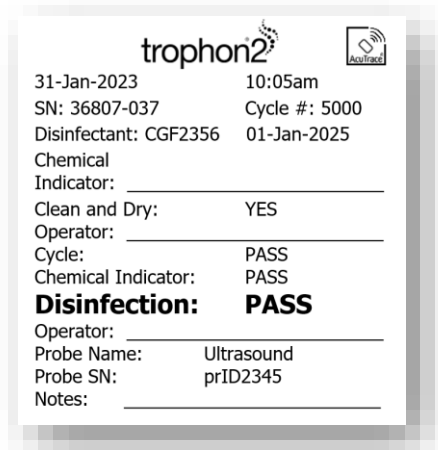 trophon2
AcuTrace
31-Jan-2023 10:05am
SN: 36807-037 Cycle #: 5000
Disinfectant: CGF2356 01-Jan-2025
Chemical
Indicator:
Clean and Dry: YES
Operator:
Cycle: PASS
Chemical Indicator: PASS
Disinfection: PASS
Operator:
Probe Name: Ultrasound
Probe SN: prID2345
Notes: